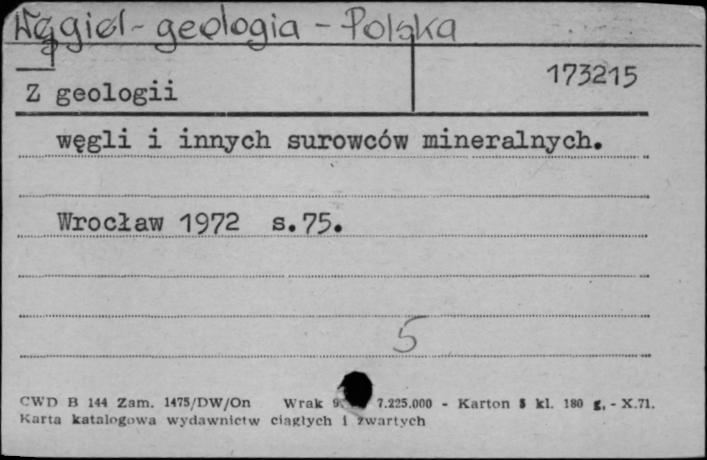 Węgiel - geologia - Polska
173215
Z geologii
węgli i innych surowców mineralnych.
Wrocław 1972 s.75.
5
CWD B 144 Zam. 1475/DW/On Wrak 7.225.000 - Karton kl. 180 g, - X.71.
Karta katalogowa wydawnictw ciągłych i zwartych